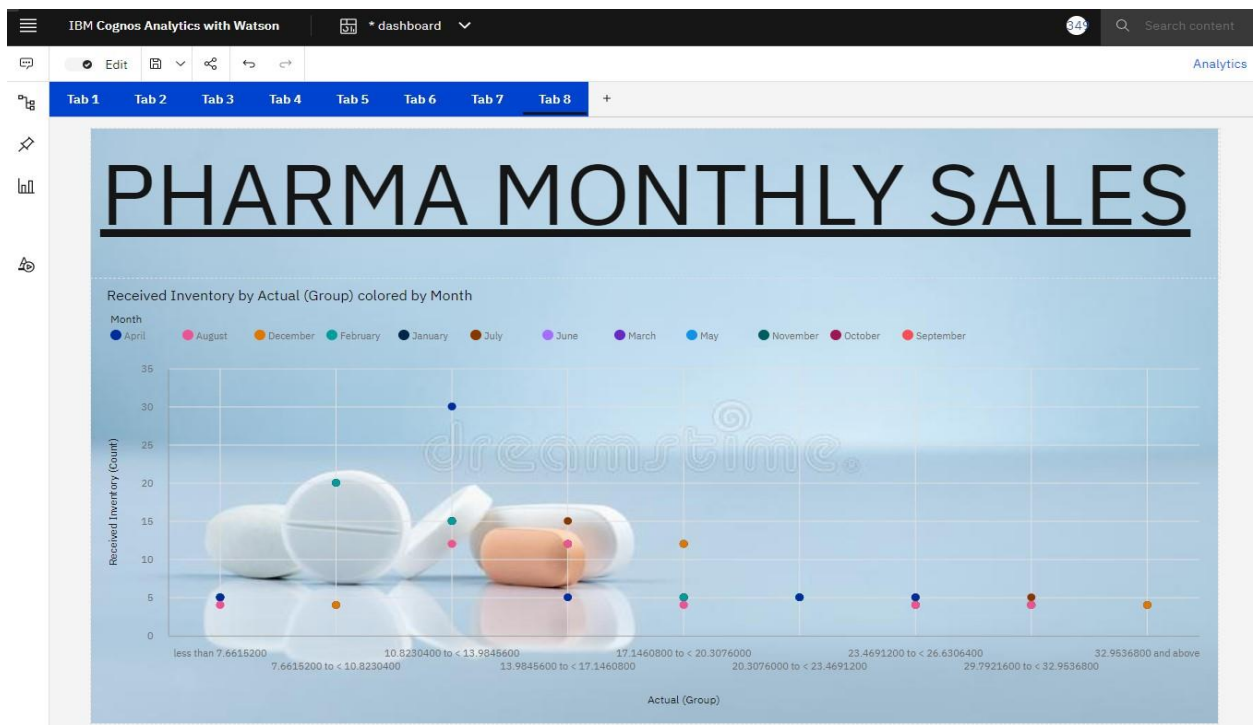 IBM Cognos Analytics with Watson * dashboard 349 Search content
Edit Analytics
Tab 1 Tab 2 Tab 3 Tab 4 Tab 5 Tab 6 Tab 7 Tab 8 +
PHARMA MONTHLY SALES
Received Inventory by Actual (Group) colored by Month
Month
April August December February January July June March May November October September
35
30
25
20
15
10
5
0
Received Inventory (Count)
dreamstime.
less than 7.6615200 10.8230400 to < 13.9845600 17.1460800 to < 20.3076000 23.4691200 to < 26.6306400 32.9536800 and above
7.6615200 to < 10.8230400 13.9845600 to < 17.1460800 20.3076000 to < 23.4691200 29.7921600 to < 32.9536800
Actual (Group)